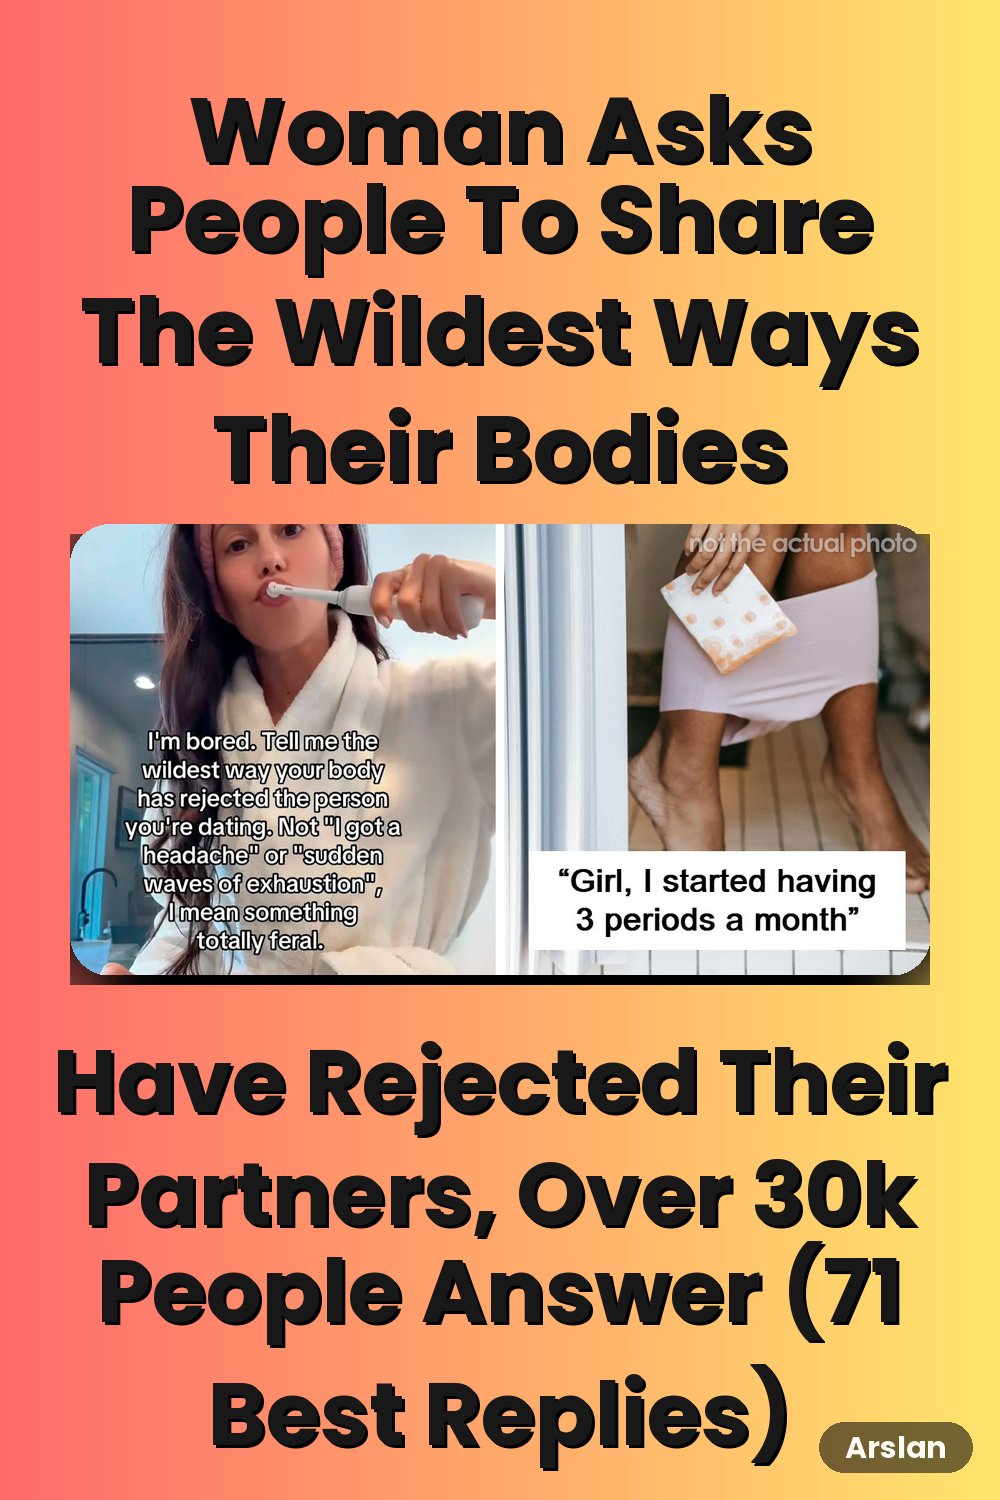 Woman Asks
People To Share
The Wildest Ways
Their Bodies
I'm bored. Tell me the
wildest way your body
has rejected the person
you're dating. Not "I got a
headache" or "sudden
waves of exhaustion",
I mean something
totally feral.
not the actual photo
“Girl, I started having
3 periods a month”
Have Rejected Their
Partners, Over 30k
People Answer (71
Best Replies)
Arslan